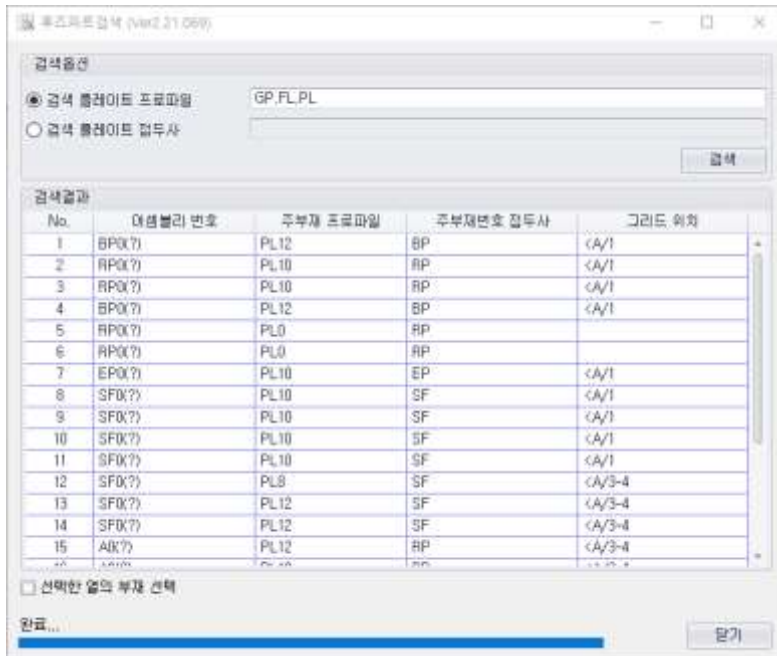 루즈파트검색 (Ver2.21.069)
검색옵션
검색 플레이트 프로파일 GP,FL,PL
검색 플레이트 접두사
검색
검색결과
No. 어셈블리 번호 주부재 프로파일 주부재번호 접두사 그리드 위치
1 BP0(?) PL12 BP <A/1
2 RP0(?) PL10 RP <A/1
3 RP0(?) PL10 RP <A/1
4 BP0(?) PL12 BP <A/1
5 RP0(?) PL0 RP
6 RP0(?) PL0 RP
7 EP0(?) PL10 EP <A/1
8 SF0(?) PL10 SF <A/1
9 SF0(?) PL10 SF <A/1
10 SF0(?) PL10 SF <A/1
11 SF0(?) PL10 SF <A/1
12 SF0(?) PL8 SF <A/3-4
13 SF0(?) PL12 SF <A/3-4
14 SF0(?) PL12 SF <A/3-4
15 A0(?) PL12 RP <A/3-4
선택한 열의 부재 선택
완료...
닫기